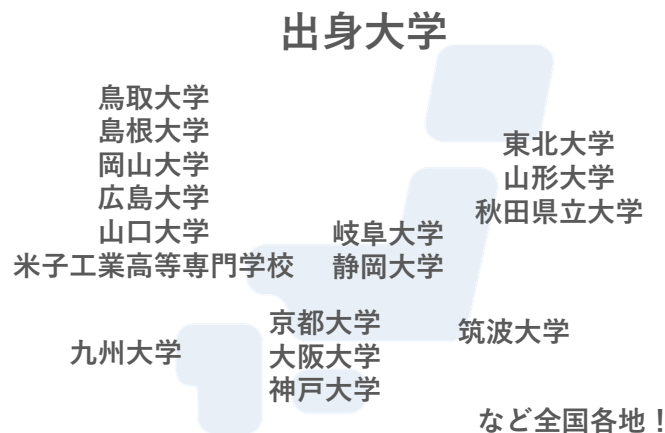 出身大学
鳥取大学
島根大学
岡山大学
広島大学
山口大学
米子工業高等専門学校
東北大学
山形大学
秋田県立大学
岐阜大学
静岡大学
京都大学
大阪大学
神戸大学
筑波大学
九州大学
など全国各地！